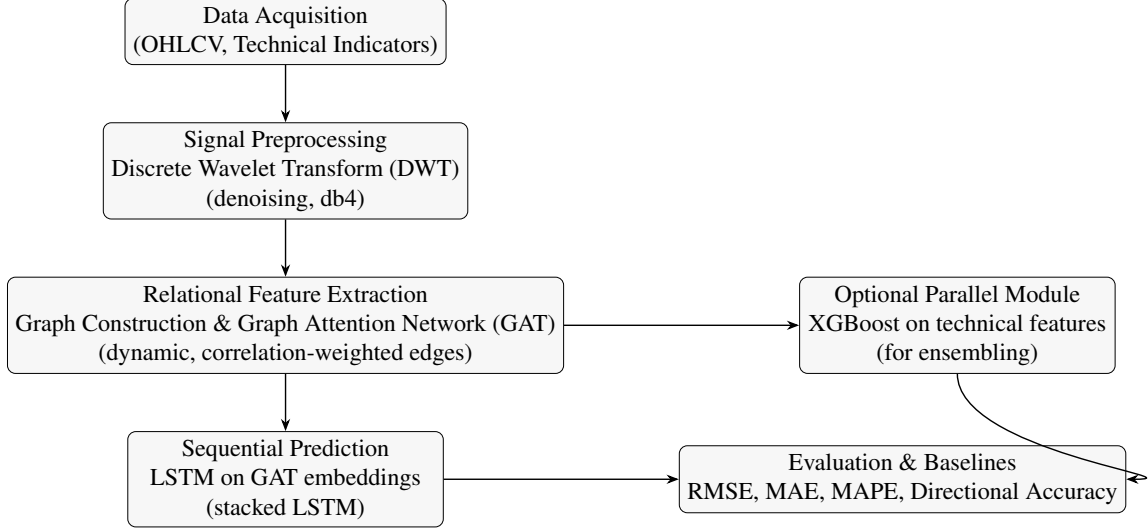 Data Acquisition
(OHLCV, Technical Indicators)
Signal Preprocessing
Discrete Wavelet Transform (DWT)
(denoising, db4)
Relational Feature Extraction
Graph Construction & Graph Attention Network (GAT)
(dynamic, correlation-weighted edges)
Optional Parallel Module
XGBoost on technical features
(for ensembling)
Sequential Prediction
LSTM on GAT embeddings
(stacked LSTM)
Evaluation & Baselines
RMSE, MAE, MAPE, Directional Accuracy